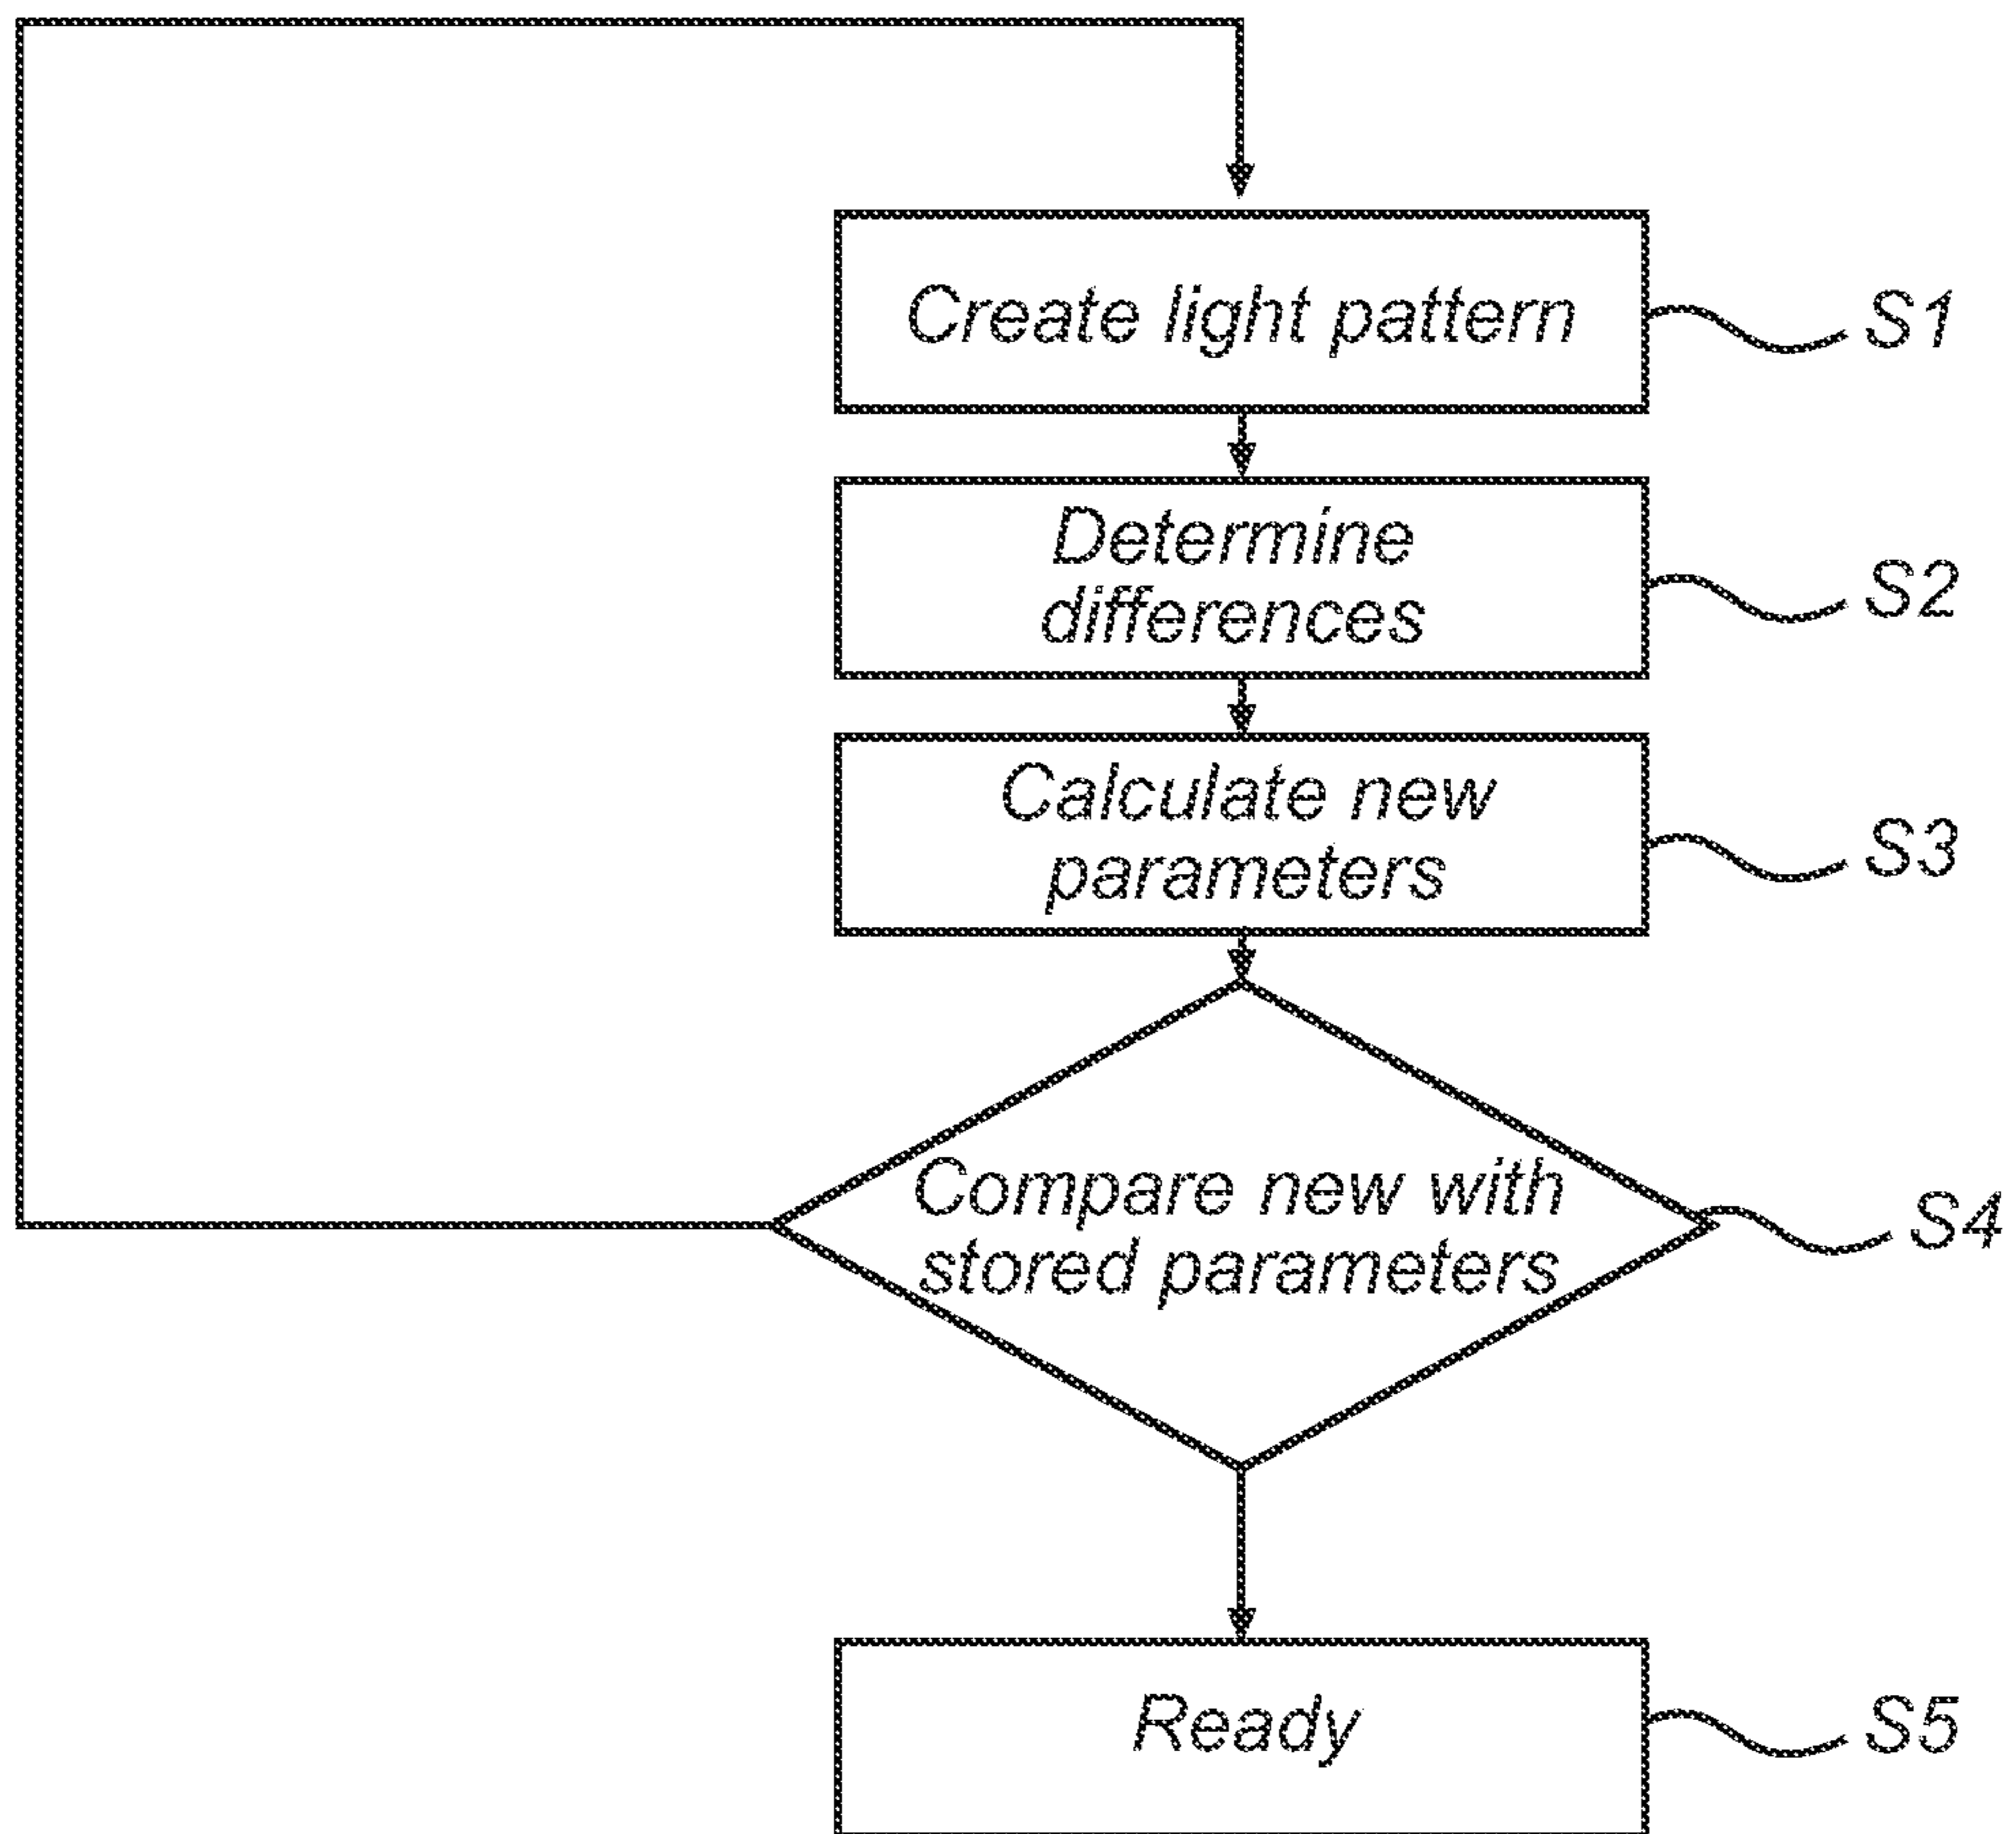 Create light pattern
S1
Determine
differences
S2
Calculate new
parameters
S3
Compare new with
stored parameters
S4
Ready
S5